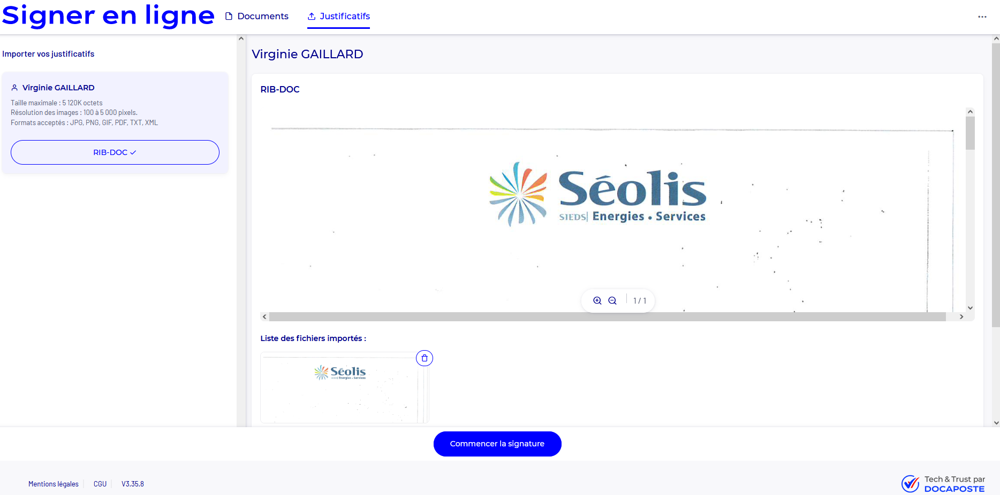 Signer en ligne
Documents
Justificatifs
...
Importer vos justificatifs
Virginie GAILLARD
Taille maximale : 5 120K octets
Résolution des images : 100 à 5 000 pixels.
Formats acceptés : JPG, PNG, GIF, PDF, TXT, XML
RIB-DOC
Virginie GAILLARD
RIB-DOC
Séolis
SIEDS| Energies • Services
1 / 1
Liste des fichiers importés :
Séolis
SIEDS| Energies • Services
Commencer la signature
Mentions légales
CGU
V3.35.8
Tech & Trust par
DOCAPOSTE